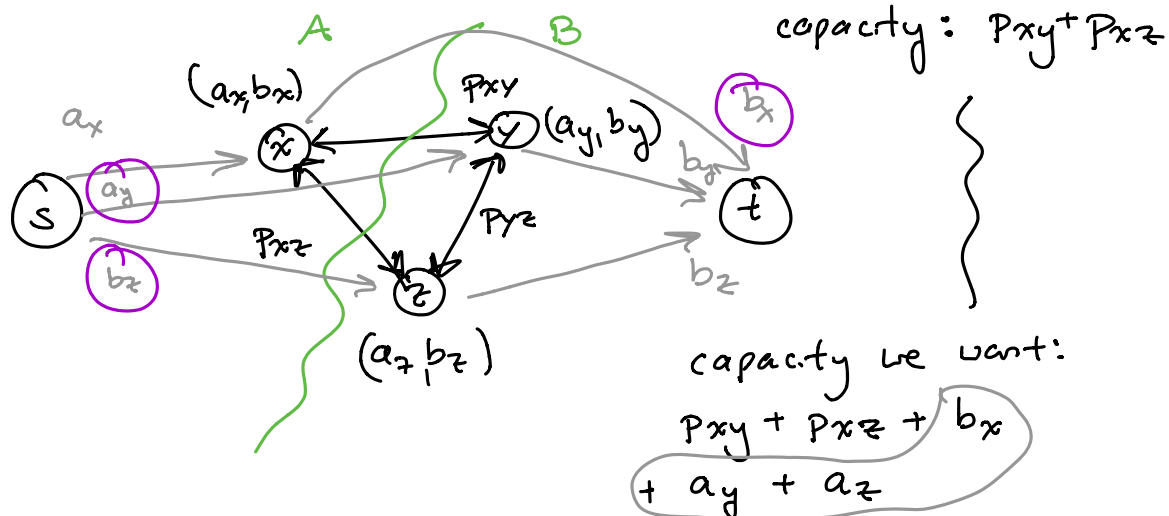 A
B
capacity: Pxy + Pxz
(ax, bx)
Pxy
bx
ax
x
y
(ay, by)
ay
by
s
t
Pxz
Pyz
bz
z
bz
(az, bz)
capacity we want:
Pxy + Pxz + bx
+ ay + az